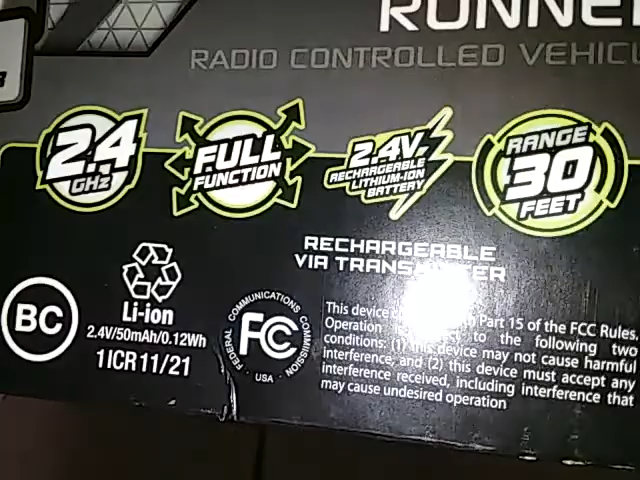 RUNNE
RADIO CONTROLLED VEHICL
2.4
GHz
FULL
FUNCTION
2.4V
RECHARGEABLE
LITHIUM-ION
BATTERY
RANGE
30
FEET
RECHARGEABLE
VIA
BC
Li-ion
2.4V/50mAh/0.12Wh
1ICR11/21
FEDERAL COMMUNICATIONS COMMISSION
FC
· USA ·
This device Part 15 of the FCC Rules.
Operation is to the following two
conditions: (1) device may not cause harmful
interference, and (2) this device must accept any
interference received, including interference that
may cause undesired operation